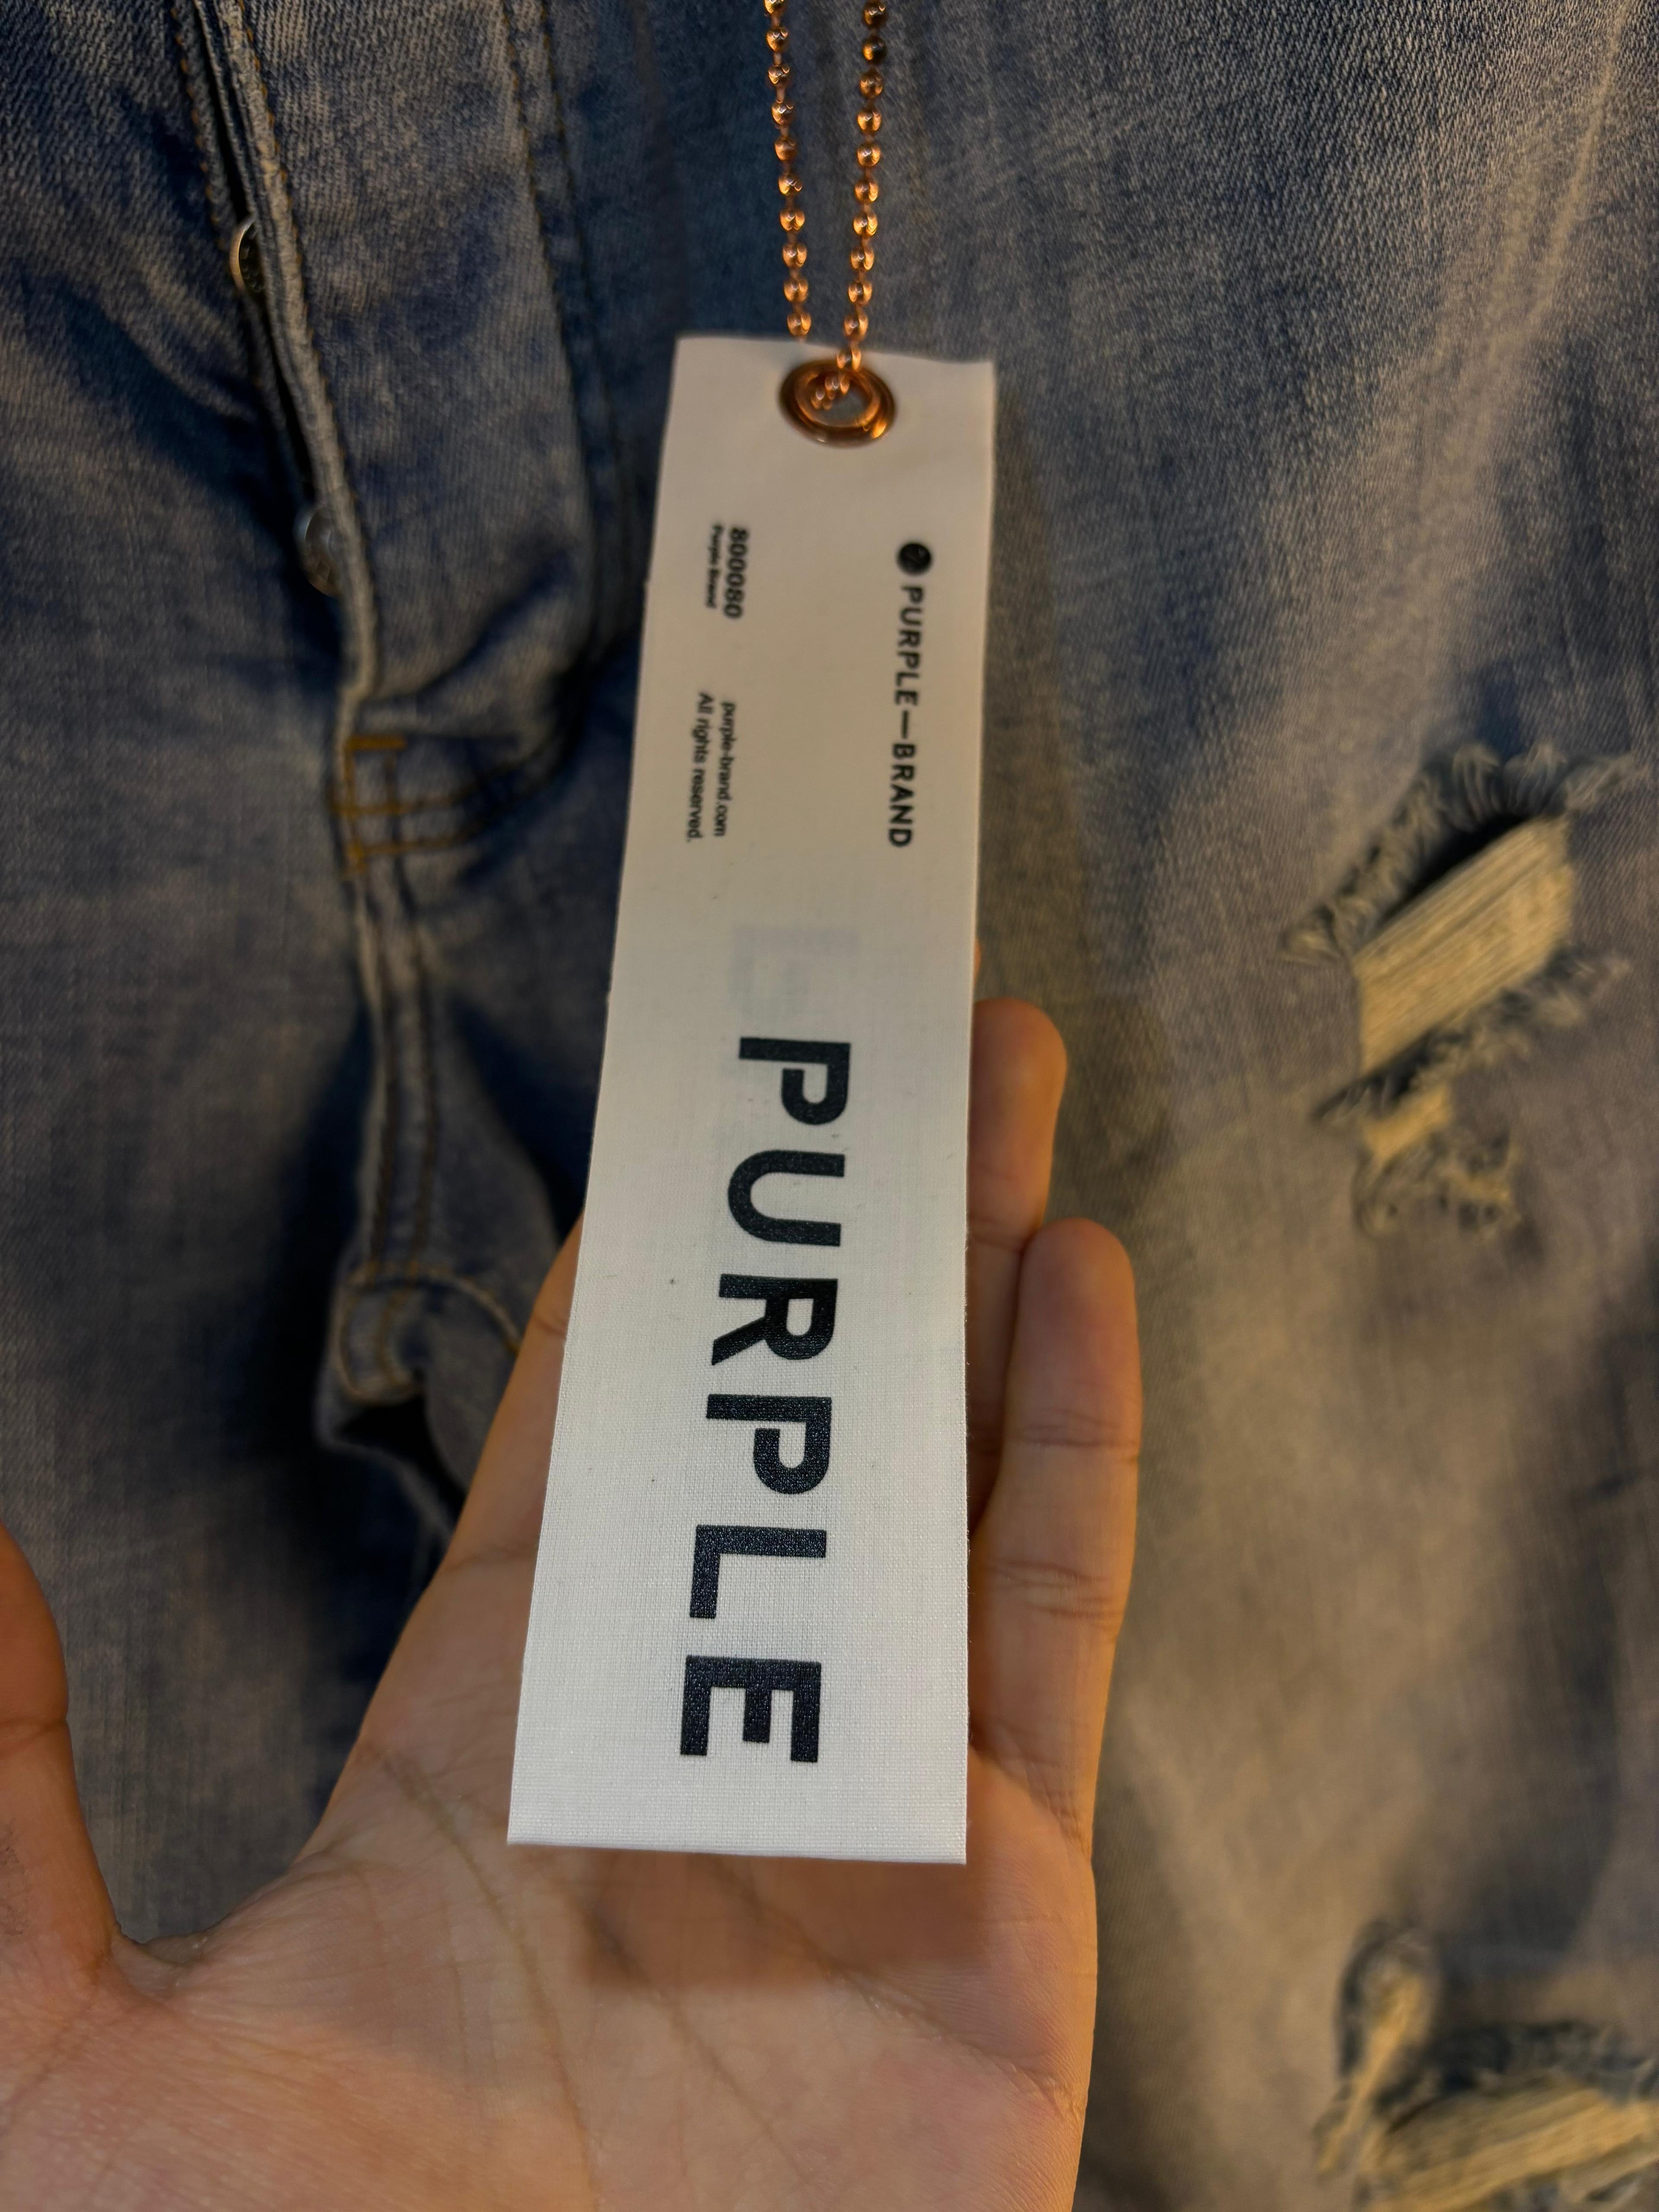 PURPLE—BRAND
800080
Purple Brand
purple-brand.com
All rights reserved.
PURPLE